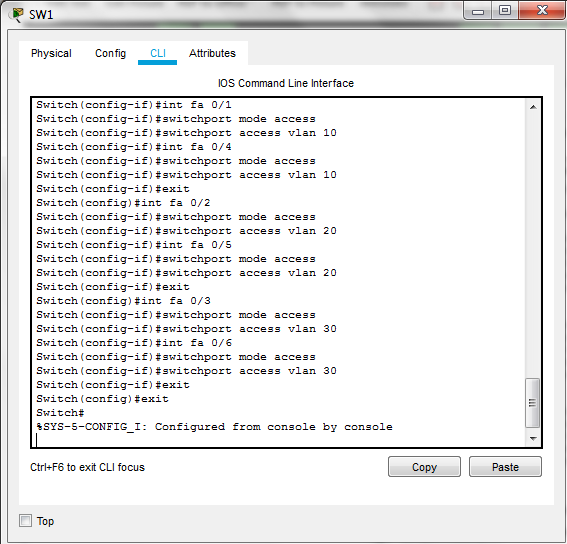 SW1
Physical Config CLI Attributes
IOS Command Line Interface
Switch(config-if)#int fa 0/1
Switch(config-if)#switchport mode access
Switch(config-if)#switchport access vlan 10
Switch(config-if)#int fa 0/4
Switch(config-if)#switchport mode access
Switch(config-if)#switchport access vlan 10
Switch(config-if)#exit
Switch(config)#int fa 0/2
Switch(config-if)#switchport mode access
Switch(config-if)#switchport access vlan 20
Switch(config-if)#int fa 0/5
Switch(config-if)#switchport mode access
Switch(config-if)#switchport access vlan 20
Switch(config-if)#exit
Switch(config)#int fa 0/3
Switch(config-if)#switchport mode access
Switch(config-if)#switchport access vlan 30
Switch(config-if)#int fa 0/6
Switch(config-if)#switchport mode access
Switch(config-if)#switchport access vlan 30
Switch(config-if)#exit
Switch(config)#exit
Switch#
%SYS-5-CONFIG_I: Configured from console by console
Ctrl+F6 to exit CLI focus
Copy Paste
Top